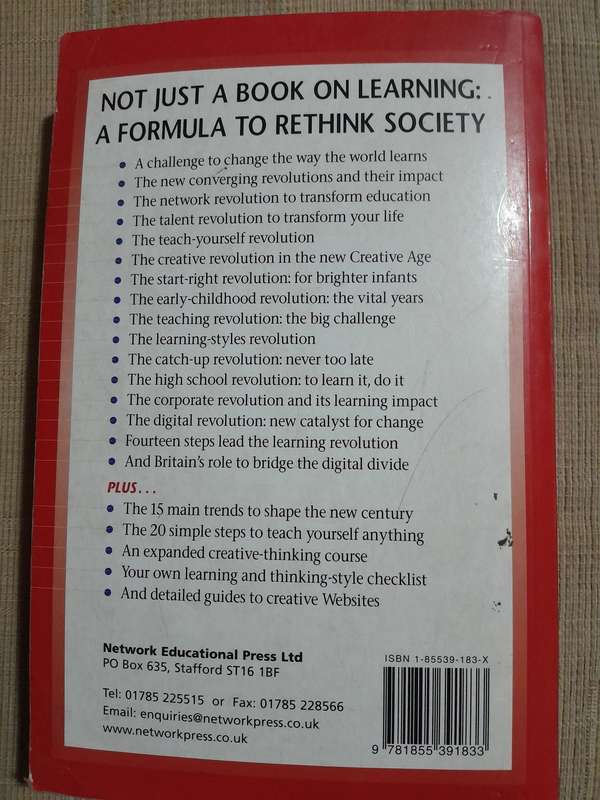 NOT JUST A BOOK ON LEARNING:
A FORMULA TO RETHINK SOCIETY
• A challenge to change the way the world learns
• The new converging revolutions and their impact
• The network revolution to transform education
• The talent revolution to transform your life
• The teach-yourself revolution
• The creative revolution in the new Creative Age
• The start-right revolution: for brighter infants
• The early-childhood revolution: the vital years
• The teaching revolution: the big challenge
• The learning-styles revolution
• The catch-up revolution: never too late
• The high school revolution: to learn it, do it
• The corporate revolution and its learning impact
• The digital revolution: new catalyst for change
• Fourteen steps lead the learning revolution
• And Britain's role to bridge the digital divide
PLUS...
• The 15 main trends to shape the new century
• The 20 simple steps to teach yourself anything
• An expanded creative-thinking course
• Your own learning and thinking-style checklist
• And detailed guides to creative Websites
Network Educational Press Ltd
PO Box 635, Stafford ST16 1BF
Tel: 01785 225515 or Fax: 01785 228566
Email: enquiries@networkpress.co.uk
www.networkpress.co.uk
ISBN 1-85539-183-X
9 781855 391833